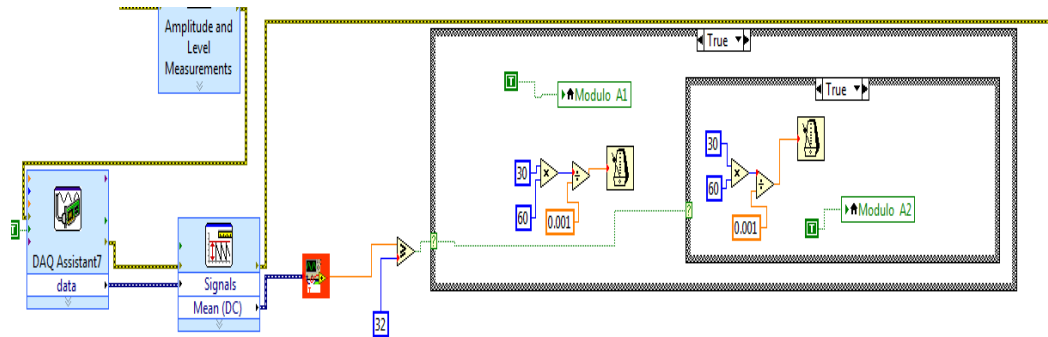 Amplitude and
Level
Measurements
True
T
Modulo A1
True
30
60
0.001
30
60
0.001
T
Modulo A2
T
DAQ Assistant7
data
Signals
Mean (DC)
32